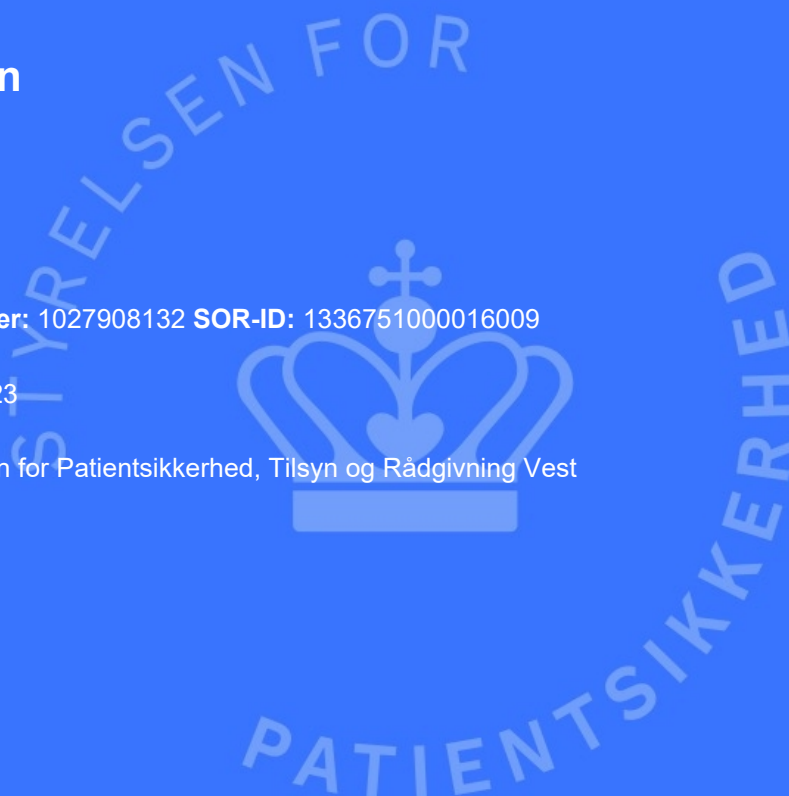 n
er: 1027908132 SOR-ID: 1336751000016009
23
n for Patientsikkerhed, Tilsyn og Rådgivning Vest
STYRELSEN FOR
PATIENTSIKKERHED